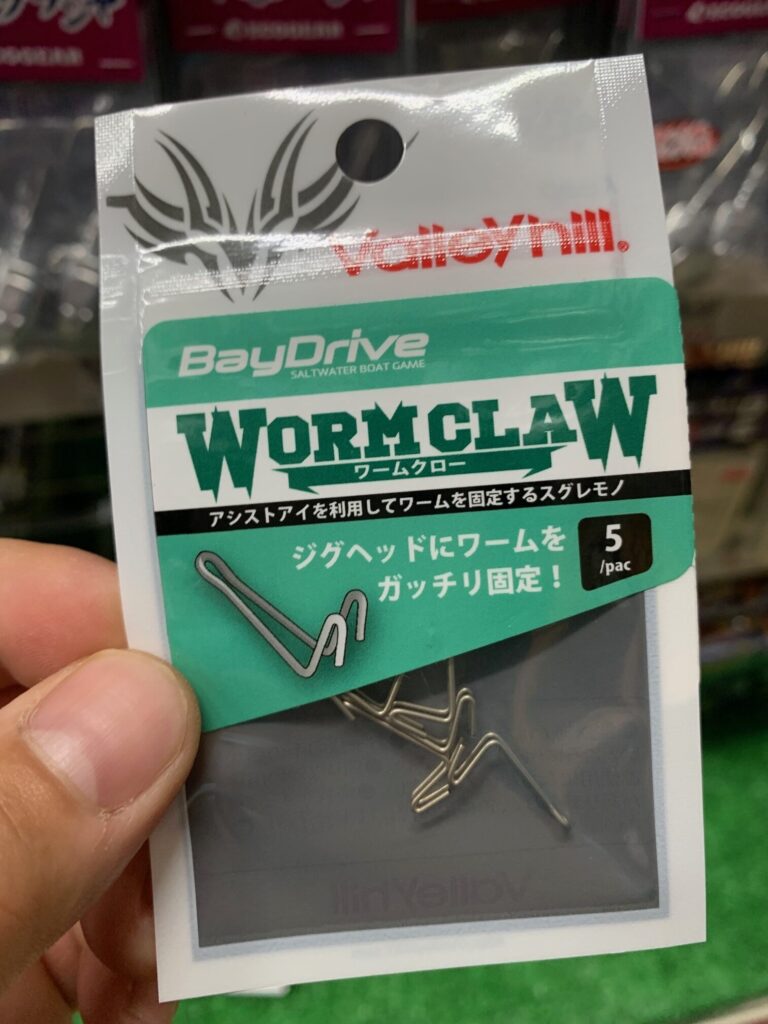 Valleyhill.
BayDrive
SALTWATER BOAT GAME
WORM CLAW
ワームクロー
アシストアイを利用してワームを固定するスグレモノ
ジグヘッドにワームを
ガッチリ固定！
5
/pac
Valleyhill